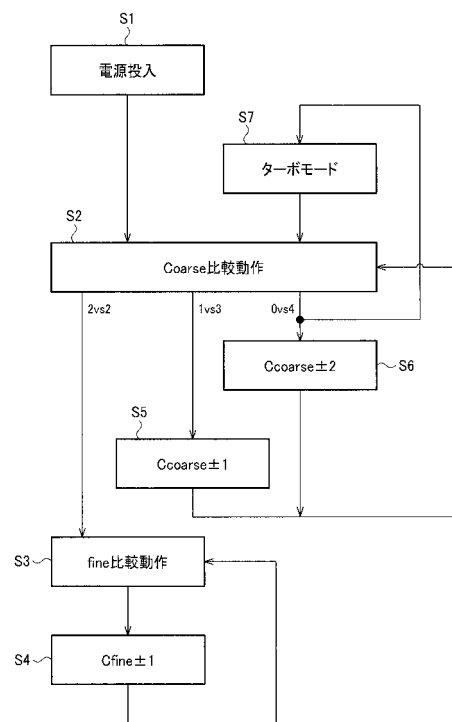 S1
電源投入
S7
ターボモード
S2
Coarse比較動作
2vs2
1vs3
0vs4
Ccoarse±2
S6
S5
Ccoarse±1
S3
fine比較動作
S4
Cfine±1